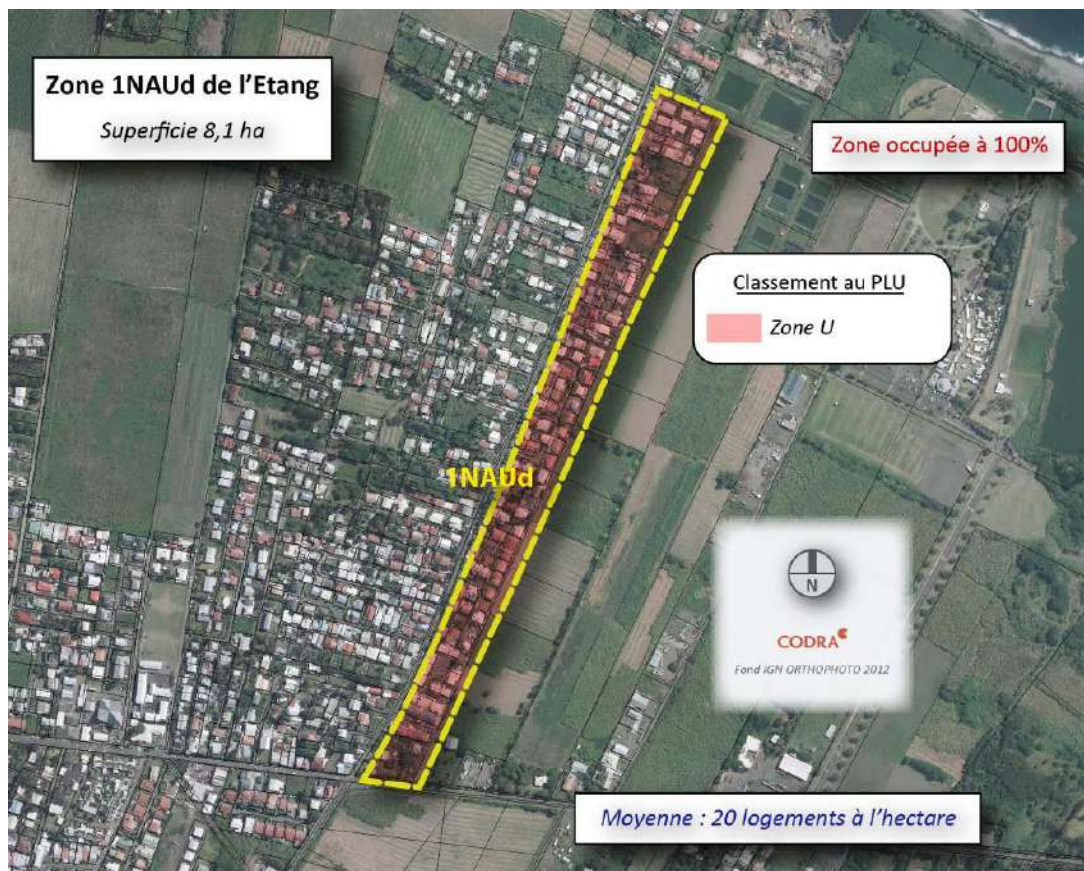 Zone 1NAUd de l'Etang
Superficie 8,1 ha
Zone occupée à 100%
Classement au PLU
Zone U
1NAUd
N
CODRA
Fond IGN ORTHOPHOTO 2012
Moyenne : 20 logements à l'hectare